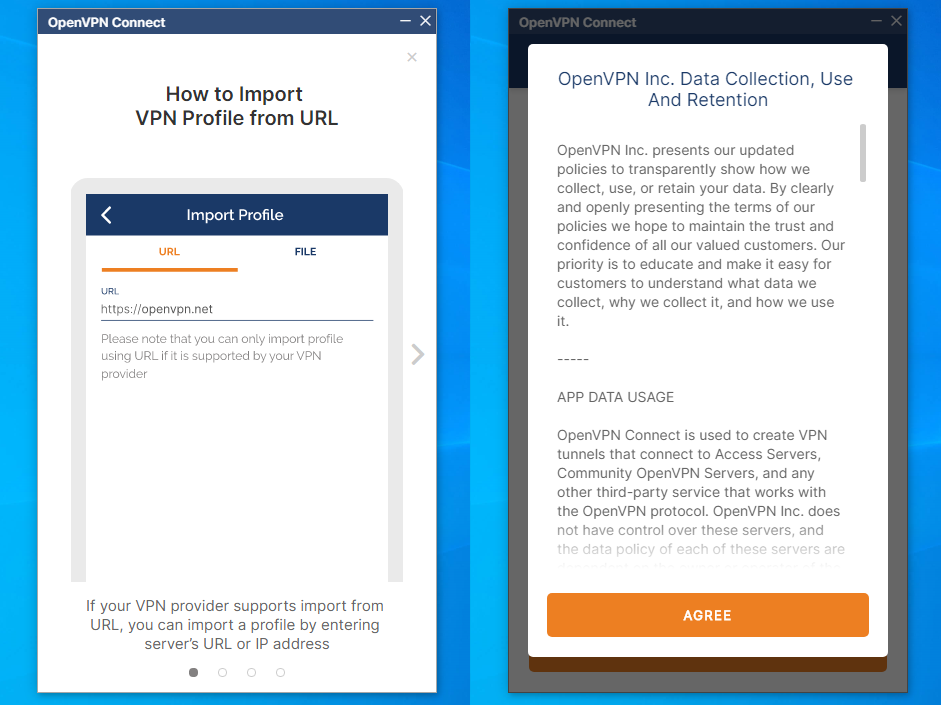 OpenVPN Connect
How to Import
VPN Profile from URL
Import Profile
URL
FILE
URL
https://openvpn.net
Please note that you can only import profile
using URL if it is supported by your VPN
provider
If your VPN provider supports import from
URL, you can import a profile by entering
server's URL or IP address
OpenVPN Connect
OpenVPN Inc. Data Collection, Use
And Retention
OpenVPN Inc. presents our updated
policies to transparently show how we
collect, use, or retain your data. By clearly
and openly presenting the terms of our
policies we hope to maintain the trust and
confidence of all our valued customers. Our
priority is to educate and make it easy for
customers to understand what data we
collect, why we collect it, and how we use
it.
-----
APP DATA USAGE
OpenVPN Connect is used to create VPN
tunnels that connect to Access Servers,
Community OpenVPN Servers, and any
other third-party service that works with
the OpenVPN protocol. OpenVPN Inc. does
not have control over these servers, and
the data policy of each of these servers are
AGREE